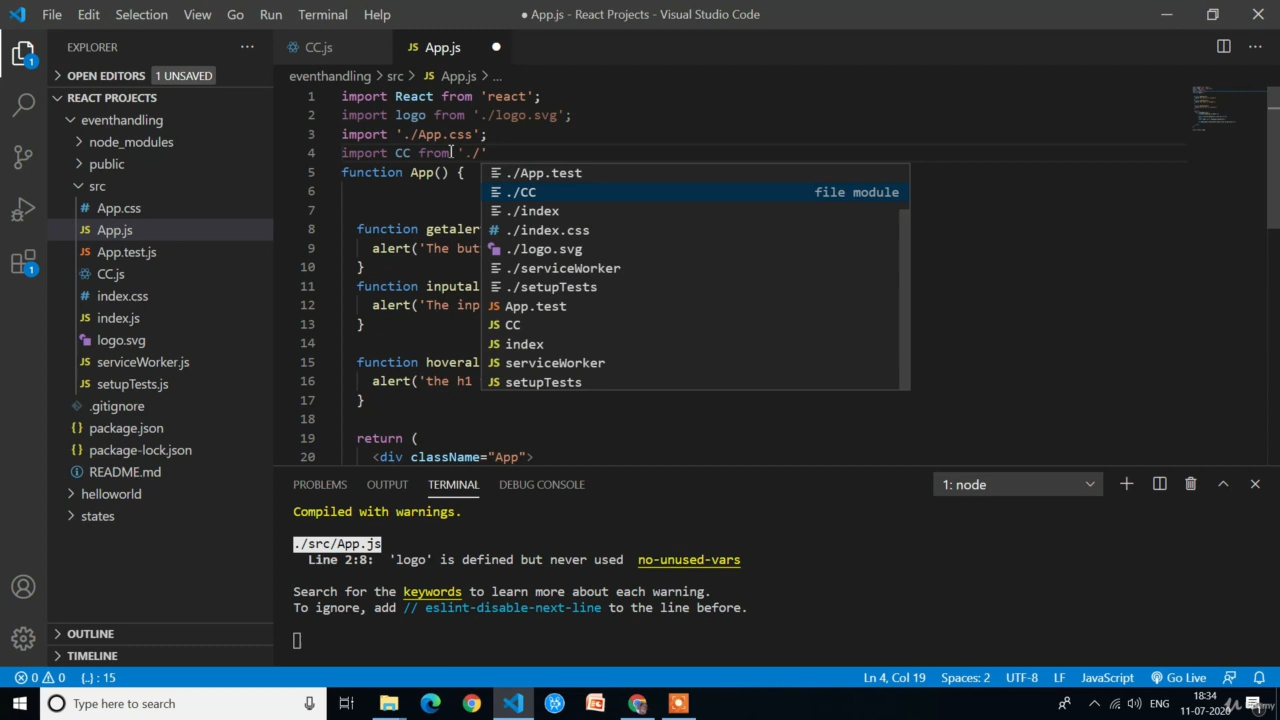 File Edit Selection View Go Run Terminal Help
● App.js - React Projects - Visual Studio Code
EXPLORER
OPEN EDITORS 1 UNSAVED
REACT PROJECTS
eventhandling
node_modules
public
src
# App.css
JS App.js
JS App.test.js
CC.js
# index.css
JS index.js
logo.svg
JS serviceWorker.js
JS setupTests.js
.gitignore
package.json
package-lock.json
README.md
helloworld
states
OUTLINE
TIMELINE
1
1
CC.js
JS App.js
eventhandling > src > JS App.js > ...
1 import React from 'react';
2 import logo from './logo.svg';
3 import './App.css';
4 import CC from './'
5 function App() {
6
7
8 function getaler
9 alert('The but
10 }
11 function inputal
12 alert('The inp
13 }
14
15 function hoveral
16 alert('the h1
17 }
18
19 return (
20 <div className="App">
./App.test
./CC file module
./index
# ./index.css
./logo.svg
./serviceWorker
./setupTests
JS App.test
JS CC
JS index
JS serviceWorker
JS setupTests
PROBLEMS OUTPUT TERMINAL DEBUG CONSOLE
1: node
Compiled with warnings.
./src/App.js
Line 2:8: 'logo' is defined but never used no-unused-vars
Search for the keywords to learn more about each warning.
To ignore, add // eslint-disable-next-line to the line before.
0 0 {..} : 15
Ln 4, Col 19 Spaces: 2 UTF-8 LF JavaScript Go Live
Type here to search
ENG
18:34
11-07-2020